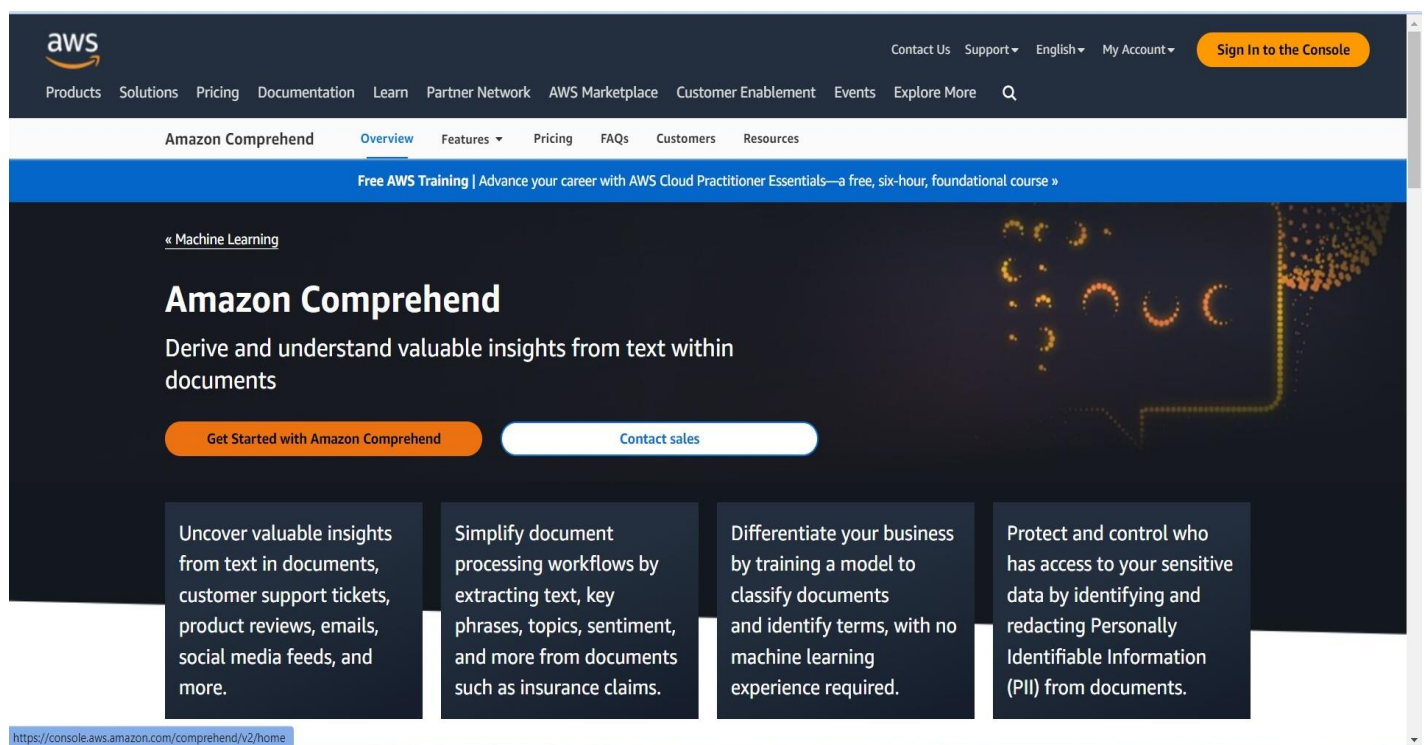 aws
Contact Us Support English My Account Sign In to the Console
Products Solutions Pricing Documentation Learn Partner Network AWS Marketplace Customer Enablement Events Explore More
Amazon Comprehend Overview Features Pricing FAQs Customers Resources
Free AWS Training | Advance your career with AWS Cloud Practitioner Essentials—a free, six-hour, foundational course »
« Machine Learning
Amazon Comprehend
Derive and understand valuable insights from text within
documents
Get Started with Amazon Comprehend Contact sales
Uncover valuable insights
from text in documents,
customer support tickets,
product reviews, emails,
social media feeds, and
more.
Simplify document
processing workflows by
extracting text, key
phrases, topics, sentiment,
and more from documents
such as insurance claims.
Differentiate your business
by training a model to
classify documents
and identify terms, with no
machine learning
experience required.
Protect and control who
has access to your sensitive
data by identifying and
redacting Personally
Identifiable Information
(PII) from documents.
https://console.aws.amazon.com/comprehend/v2/home